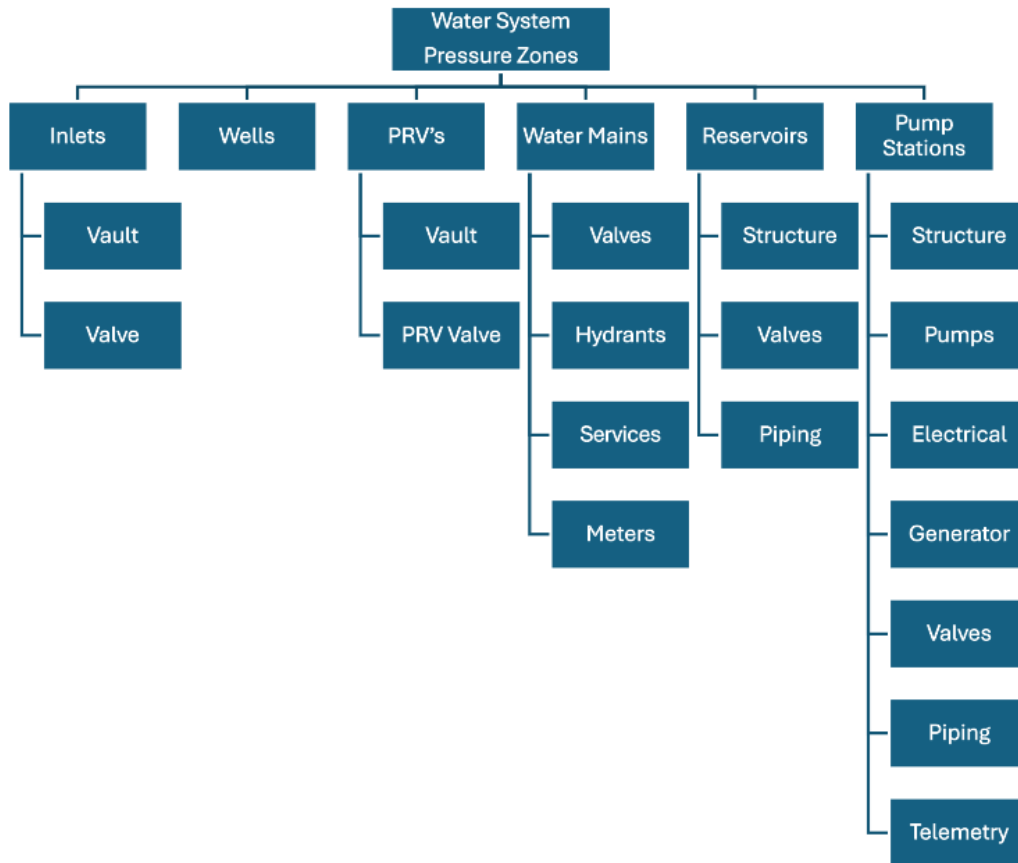 Water System
Pressure Zones
Inlets
Wells
PRV's
Water Mains
Reservoirs
Pump
Stations
Vault
Valve
Vault
PRV Valve
Valves
Hydrants
Services
Meters
Structure
Valves
Piping
Structure
Pumps
Electrical
Generator
Valves
Piping
Telemetry